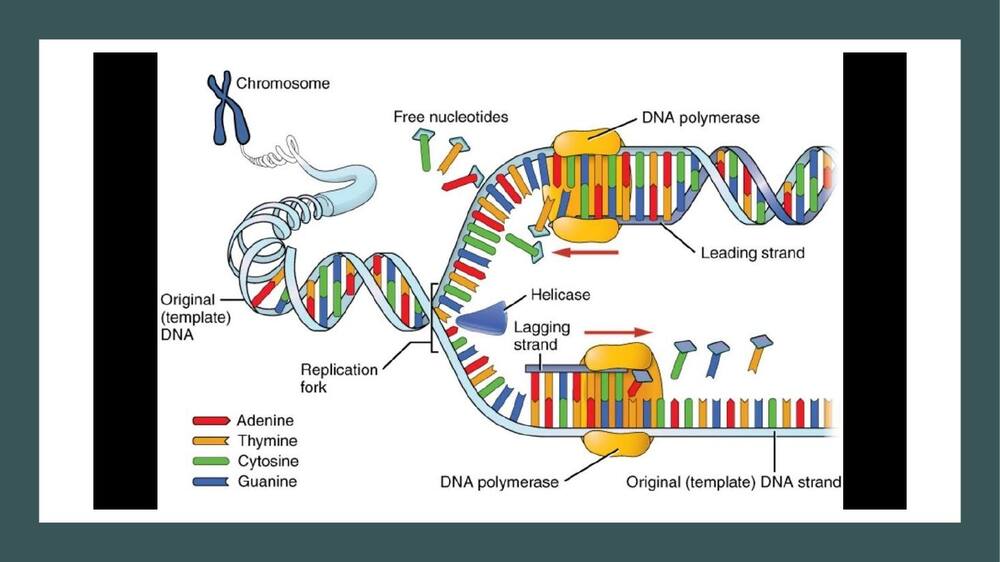 Chromosome
Free nucleotides
DNA polymerase
Leading strand
Helicase
Original
(template)
DNA
Lagging
strand
Replication
fork
Adenine
Thymine
Cytosine
Guanine
DNA polymerase
Original (template) DNA strand